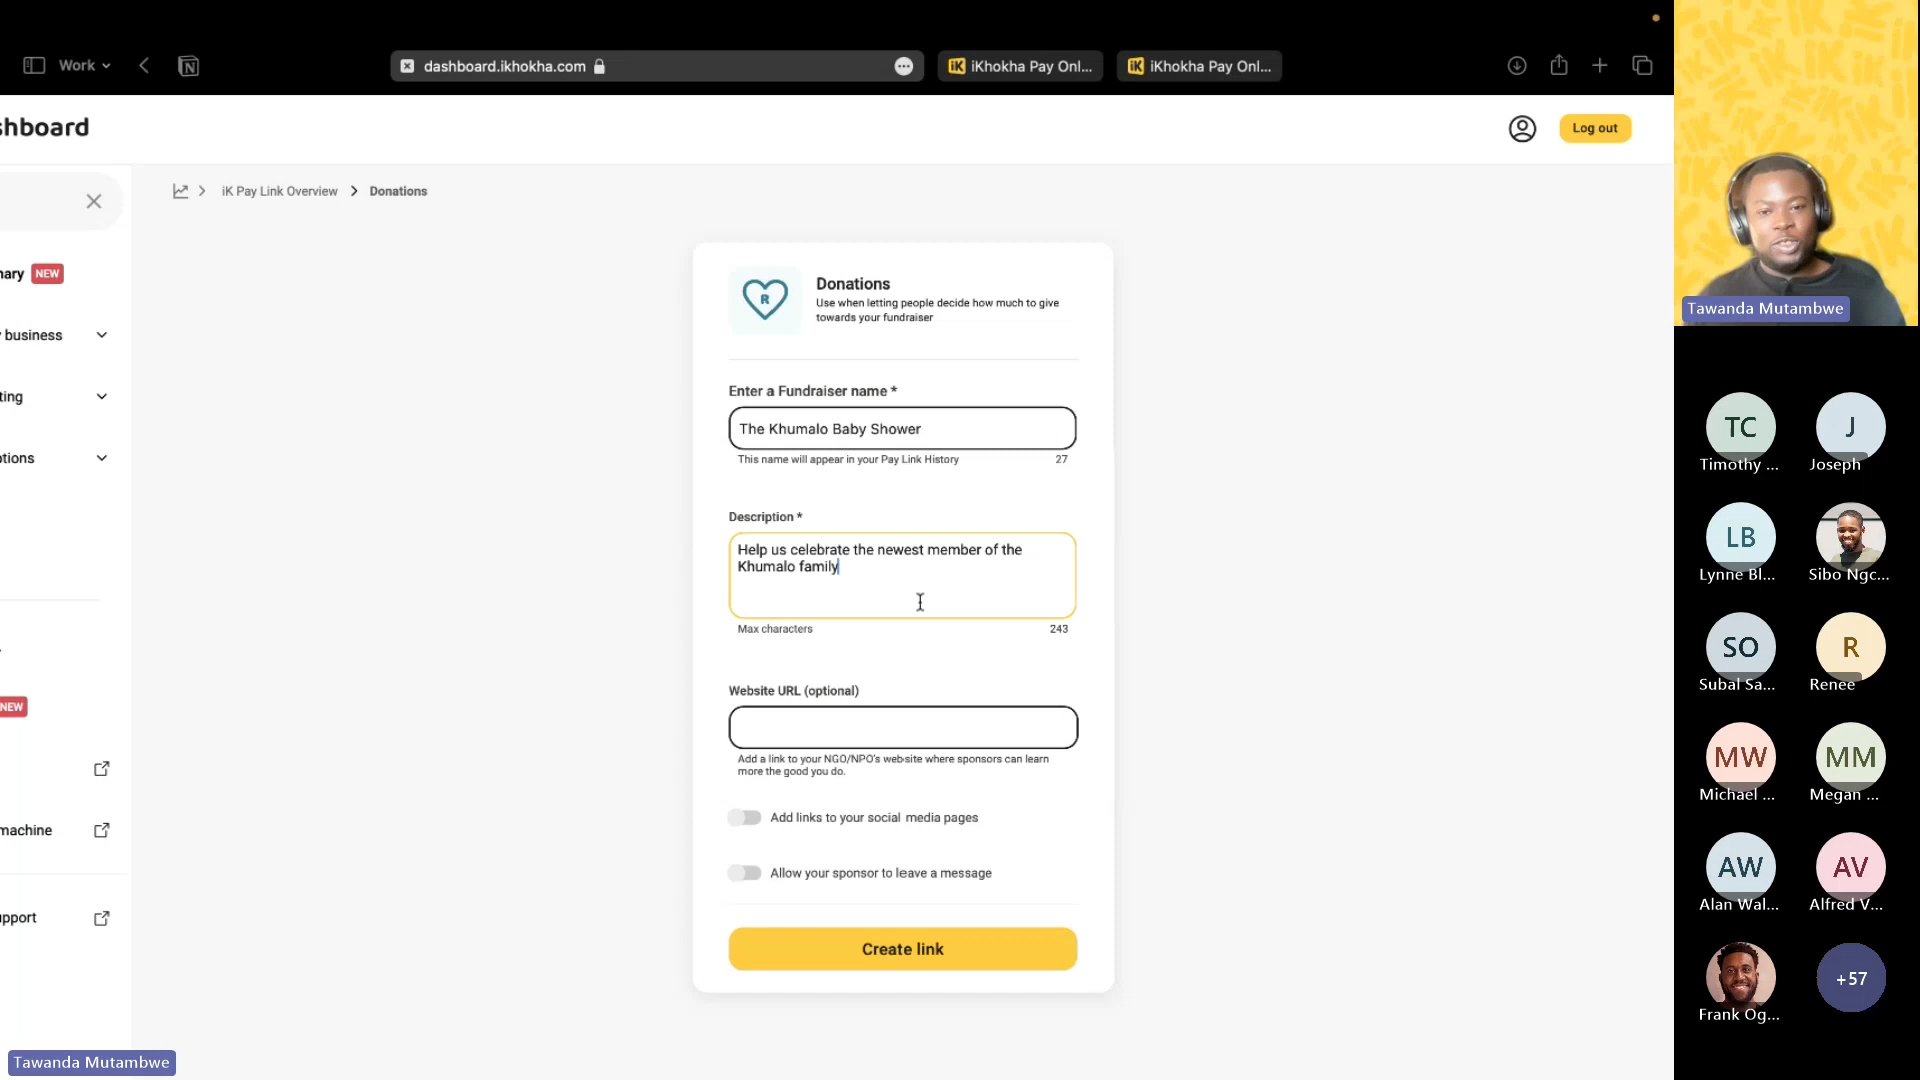 Work
dashboard.ikhokha.com
iKhokha Pay Onl...
iKhokha Pay Onl...
shboard
Log out
iK Pay Link Overview > Donations
nary NEW
y business
ting
ptions
NEW
machine
upport
R
Donations
Use when letting people decide how much to give
towards your fundraiser
Enter a Fundraiser name *
The Khumalo Baby Shower
This name will appear in your Pay Link History 27
Description *
Help us celebrate the newest member of the
Khumalo family
Max characters 243
Website URL (optional)
Add a link to your NGO/NPO's website where sponsors can learn
more the good you do.
Add links to your social media pages
Allow your sponsor to leave a message
Create link
Tawanda Mutambwe
Tawanda Mutambwe
TC J
Timothy ... Joseph
LB
Lynne Bl... Sibo Ngc...
SO R
Subal Sa... Renee
MW MM
Michael ... Megan ...
AW AV
Alan Wal... Alfred V...
+57
Frank Og...